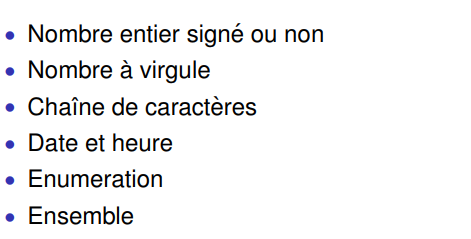 • Nombre entier signé ou non
• Nombre à virgule
• Chaîne de caractères
• Date et heure
• Enumeration
• Ensemble